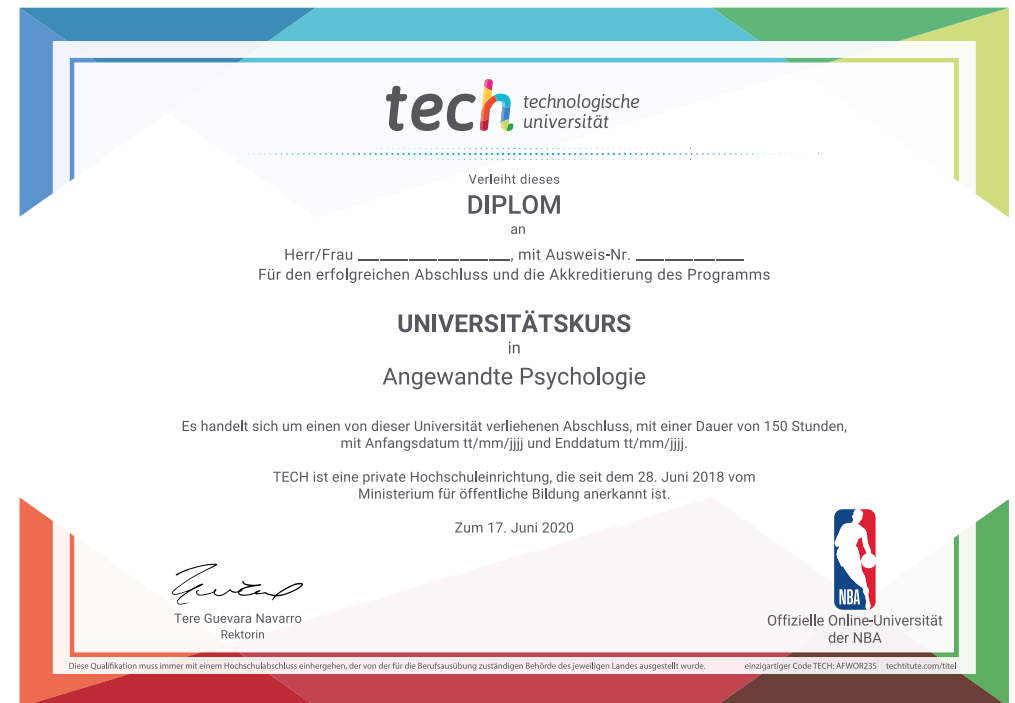 tech technologische
universität
Verleiht dieses
DIPLOM
an
Herr/Frau ____________________, mit Ausweis-Nr. ______________
Für den erfolgreichen Abschluss und die Akkreditierung des Programms
UNIVERSITÄTSKURS
in
Angewandte Psychologie
Es handelt sich um einen von dieser Universität verliehenen Abschluss, mit einer Dauer von 150 Stunden,
mit Anfangsdatum tt/mm/jjjj und Enddatum tt/mm/jjjj.
TECH ist eine private Hochschuleinrichtung, die seit dem 28. Juni 2018 vom
Ministerium für öffentliche Bildung anerkannt ist.
Zum 17. Juni 2020
Tere Guevara Navarro
Rektorin
NBA
Offizielle Online-Universität
der NBA
Diese Qualifikation muss immer mit einem Hochschulabschluss einhergehen, der von der für die Berufsausübung zuständigen Behörde des jeweiligen Landes ausgestellt wurde.
einzigartiger Code TECH: AFWOR23S techtitute.com/titel